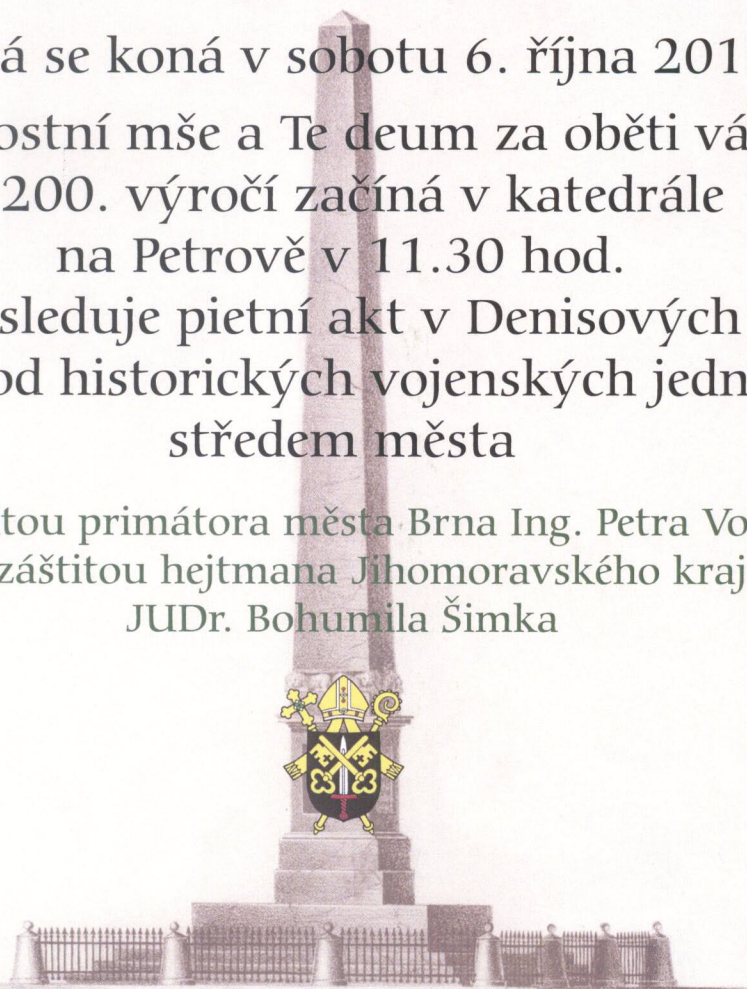 á se koná v sobotu 6. října 201
ostní mše a Te deum za oběti vá
200. výročí začíná v katedrále
na Petrově v 11.30 hod.
sleduje pietní akt v Denisových
od historických vojenských jedn
středem města
tou primátora města Brna Ing. Petra Vo
záštitou hejtmana Jihomoravského kraj
JUDr. Bohumila Šimka